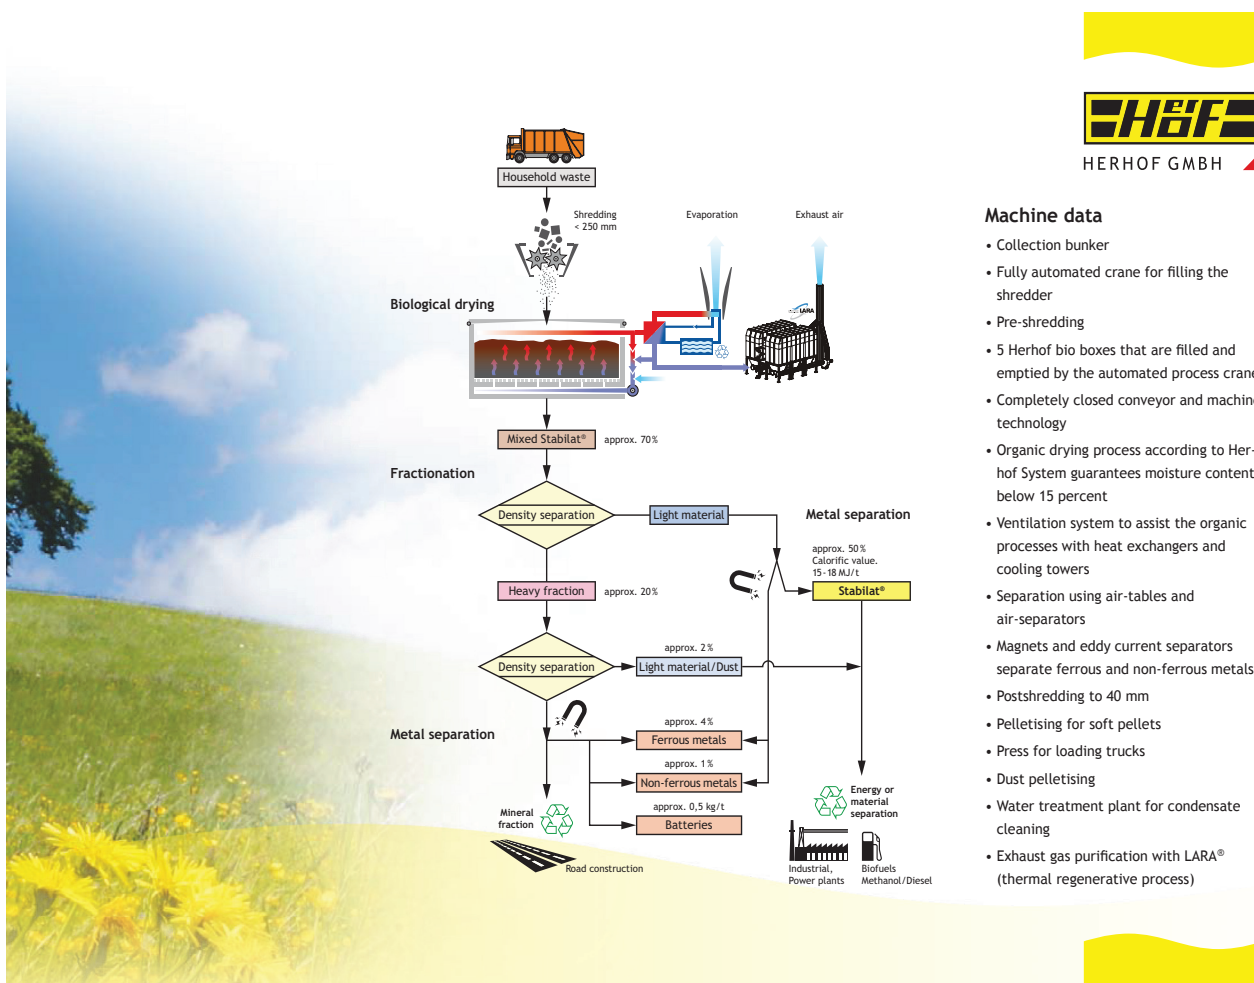 HerHof
HERHOF GMBH
Household waste
Shredding
< 250 mm
Evaporation
Exhaust air
LARA
Biological drying
Mixed Stabilat®
approx. 70%
Fractionation
Density separation
Light material
Metal separation
approx. 50%
Calorific value.
15-18 MJ/t
Stabilat®
Heavy fraction
approx. 20%
Density separation
approx. 2%
Light material/Dust
Metal separation
approx. 4%
Ferrous metals
approx. 1%
Non-ferrous metals
approx. 0,5 kg/t
Batteries
Mineral
fraction
Road construction
Energy or
material
separation
Industrial,
Power plants
Biofuels
Methanol/Diesel
Machine data
• Collection bunker
• Fully automated crane for filling the
shredder
• Pre-shredding
• 5 Herhof bio boxes that are filled and
emptied by the automated process crane
• Completely closed conveyor and machine
technology
• Organic drying process according to Her-
hof System guarantees moisture content
below 15 percent
• Ventilation system to assist the organic
processes with heat exchangers and
cooling towers
• Separation using air-tables and
air-separators
• Magnets and eddy current separators
separate ferrous and non-ferrous metals
• Postshredding to 40 mm
• Pelletising for soft pellets
• Press for loading trucks
• Dust pelletising
• Water treatment plant for condensate
cleaning
• Exhaust gas purification with LARA®
(thermal regenerative process)